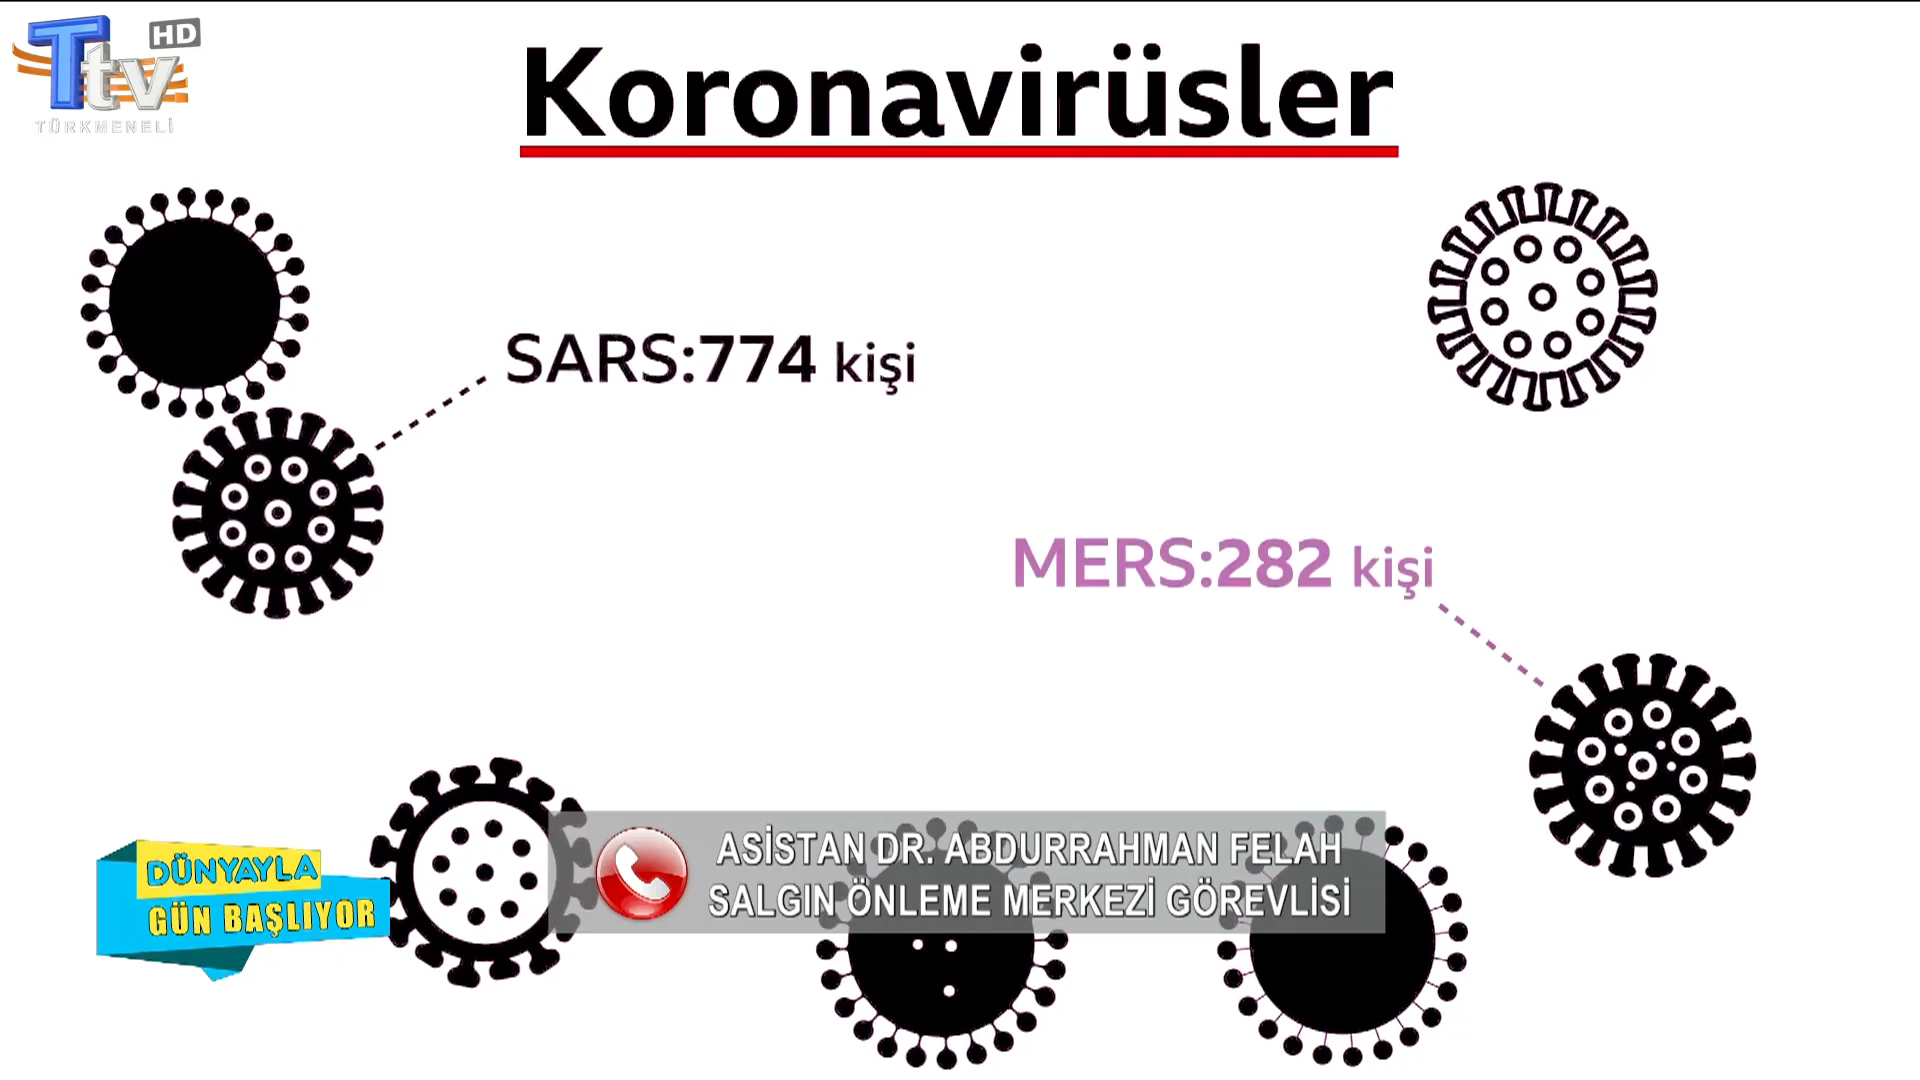 Ttv HD
TÜRKMENELİ
Koronavirüsler
SARS:774 kişi
MERS:282 kişi
DÜNYAYLA
GÜN BAŞLIYOR
ASİSTAN DR. ABDURRAHMAN FELAH
SALGIN ÖNLEME MERKEZİ GÖREVLİSİ